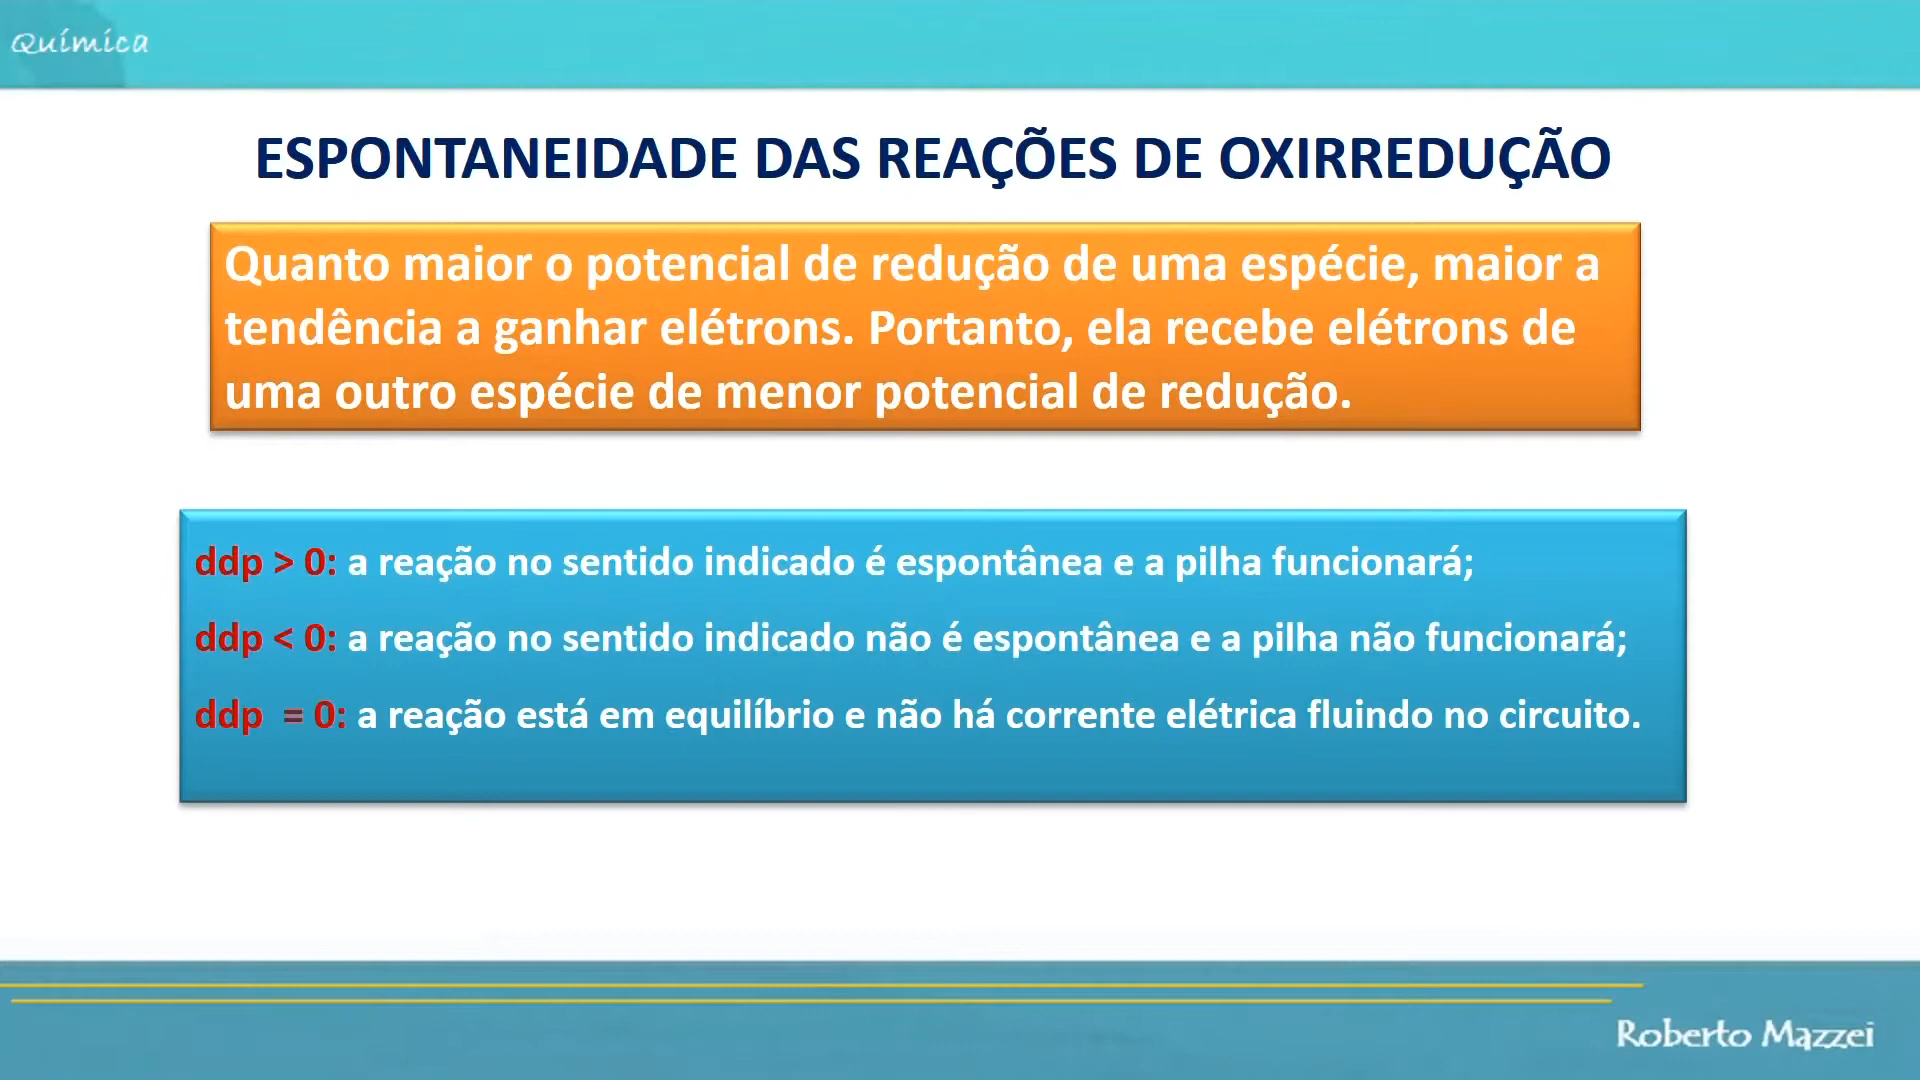 Química
ESPONTANEIDADE DAS REAÇÕES DE OXIRREDUÇÃO
Quanto maior o potencial de redução de uma espécie, maior a
tendência a ganhar elétrons. Portanto, ela recebe elétrons de
uma outro espécie de menor potencial de redução.
ddp > 0: a reação no sentido indicado é espontânea e a pilha funcionará;
ddp < 0: a reação no sentido indicado não é espontânea e a pilha não funcionará;
ddp = 0: a reação está em equilíbrio e não há corrente elétrica fluindo no circuito.
Roberto Mazzei